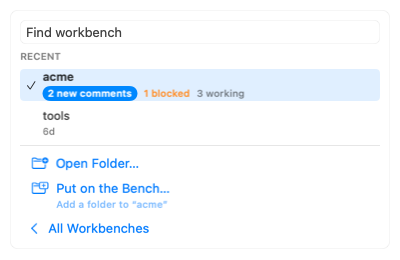 Find workbench
RECENT
acme
2 new comments 1 blocked 3 working
tools
6d
Open Folder...
Put on the Bench...
Add a folder to "acme"
All Workbenches